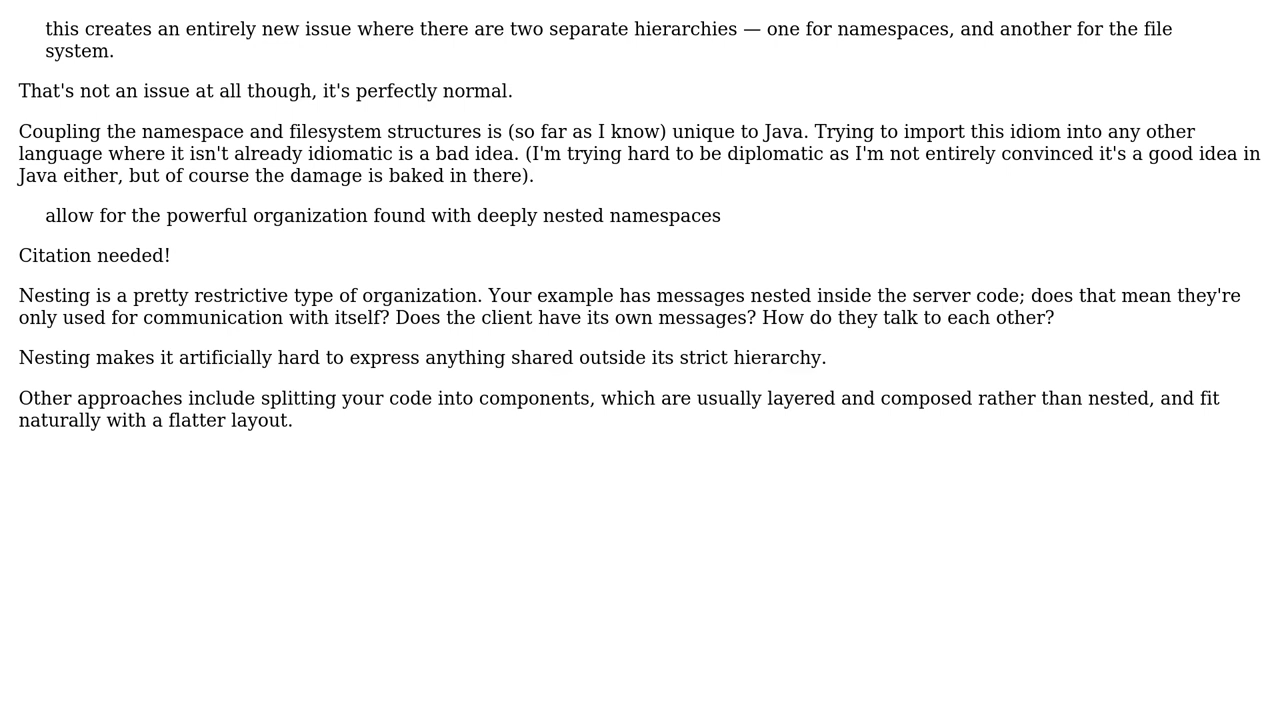 this creates an entirely new issue where there are two separate hierarchies — one for namespaces, and another for the file
system.
That's not an issue at all though, it's perfectly normal.
Coupling the namespace and filesystem structures is (so far as I know) unique to Java. Trying to import this idiom into any other
language where it isn't already idiomatic is a bad idea. (I'm trying hard to be diplomatic as I'm not entirely convinced it's a good idea in
Java either, but of course the damage is baked in there).
allow for the powerful organization found with deeply nested namespaces
Citation needed!
Nesting is a pretty restrictive type of organization. Your example has messages nested inside the server code; does that mean they're
only used for communication with itself? Does the client have its own messages? How do they talk to each other?
Nesting makes it artificially hard to express anything shared outside its strict hierarchy.
Other approaches include splitting your code into components, which are usually layered and composed rather than nested, and fit
naturally with a flatter layout.